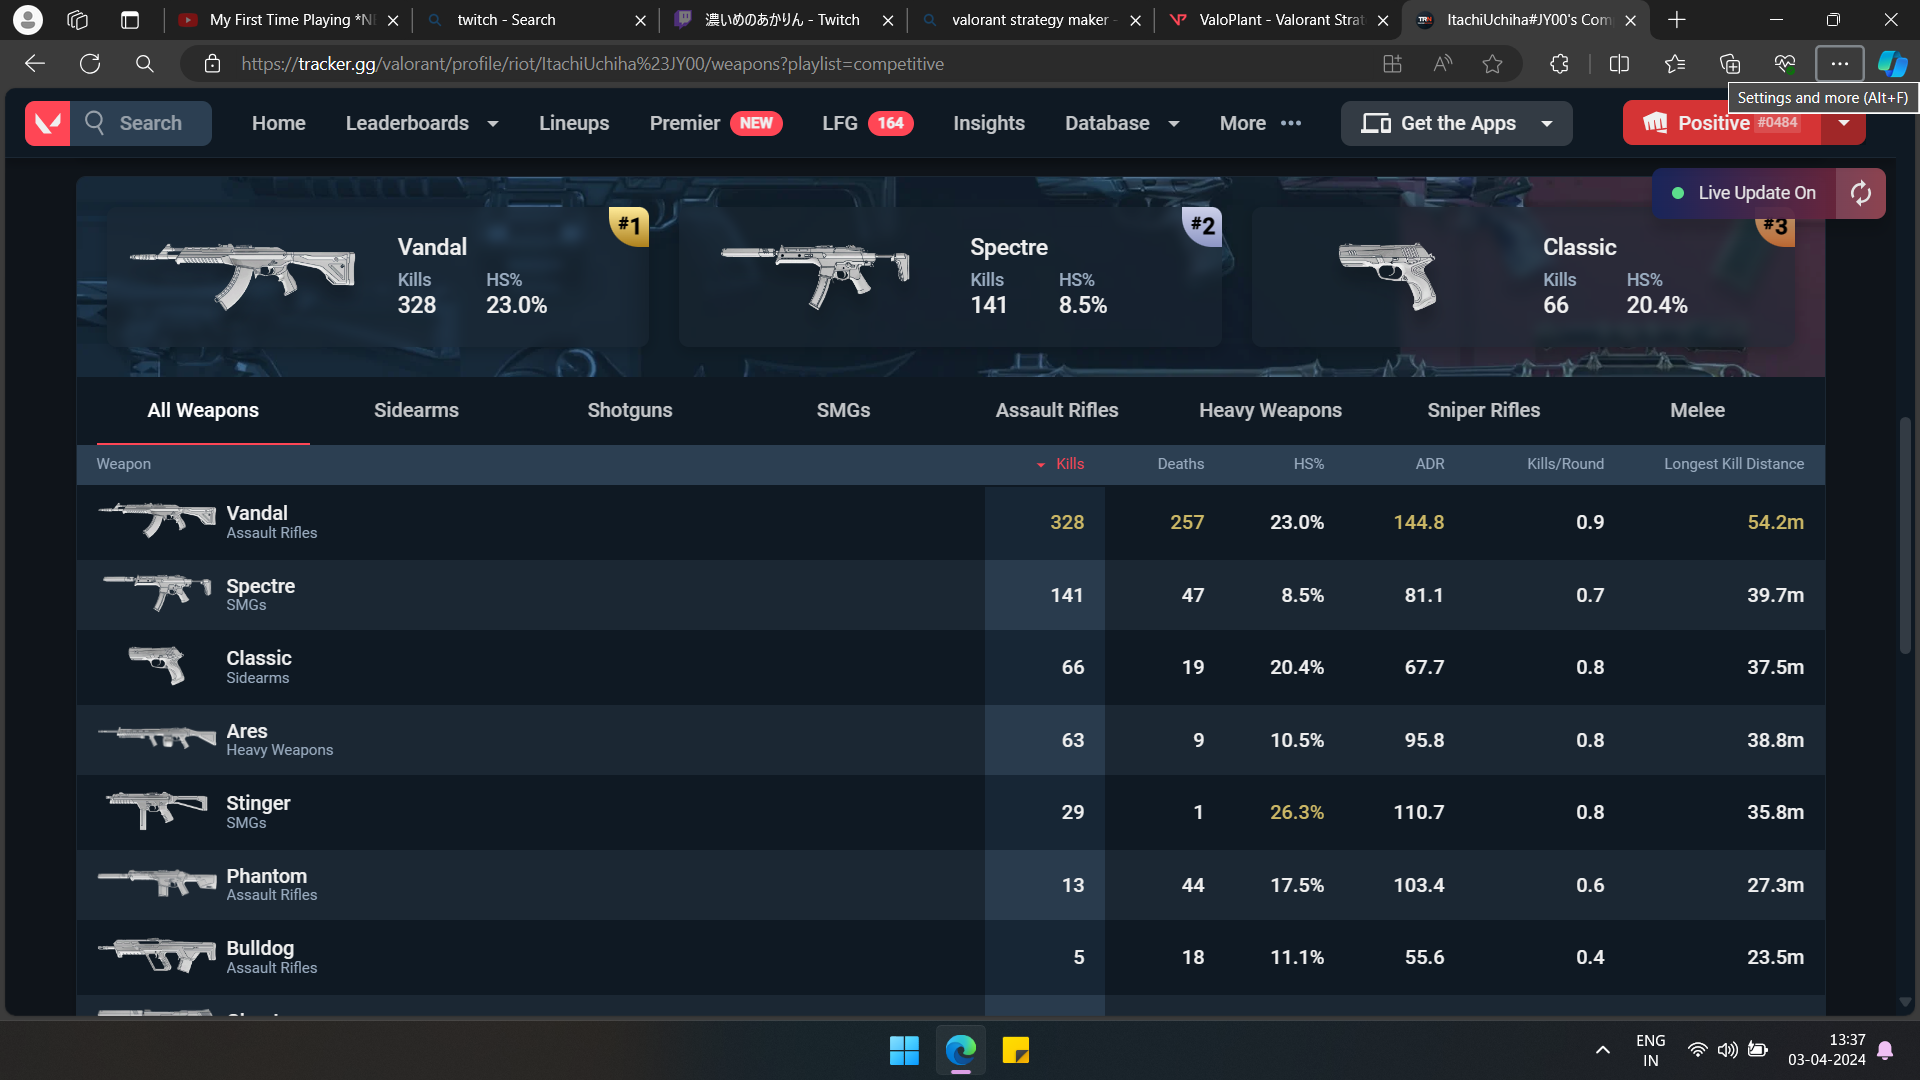 My First Time Playing *N
twitch - Search
濃いめのあかりん - Twitch
valorant strategy maker -
ValoPlant - Valorant Strat
TRN
ItachiUchiha#JY00's Com
https://tracker.gg/valorant/profile/riot/ItachiUchiha%23JY00/weapons?playlist=competitive
Settings and more (Alt+F)
Search
Home
Leaderboards
Lineups
Premier NEW
LFG 164
Insights
Database
More
Get the Apps
Positive #0484
Live Update On
#1
Vandal
Kills HS%
328 23.0%
#2
Spectre
Kills HS%
141 8.5%
#3
Classic
Kills HS%
66 20.4%
All Weapons Sidearms Shotguns SMGs Assault Rifles Heavy Weapons Sniper Rifles Melee
Weapon Kills Deaths HS% ADR Kills/Round Longest Kill Distance
Vandal
Assault Rifles
328 257 23.0% 144.8 0.9 54.2m
Spectre
SMGs
141 47 8.5% 81.1 0.7 39.7m
Classic
Sidearms
66 19 20.4% 67.7 0.8 37.5m
Ares
Heavy Weapons
63 9 10.5% 95.8 0.8 38.8m
Stinger
SMGs
29 1 26.3% 110.7 0.8 35.8m
Phantom
Assault Rifles
13 44 17.5% 103.4 0.6 27.3m
Bulldog
Assault Rifles
5 18 11.1% 55.6 0.4 23.5m
ENG
IN
13:37
03-04-2024